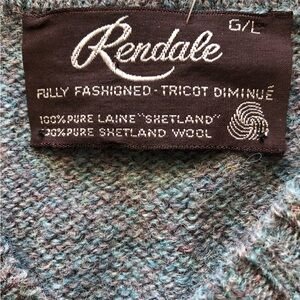 G/L
Rendale
FULLY FASHIONED - TRICOT DIMINUÉ
100% PURE LAINE "SHETLAND"
100% PURE SHETLAND WOOL